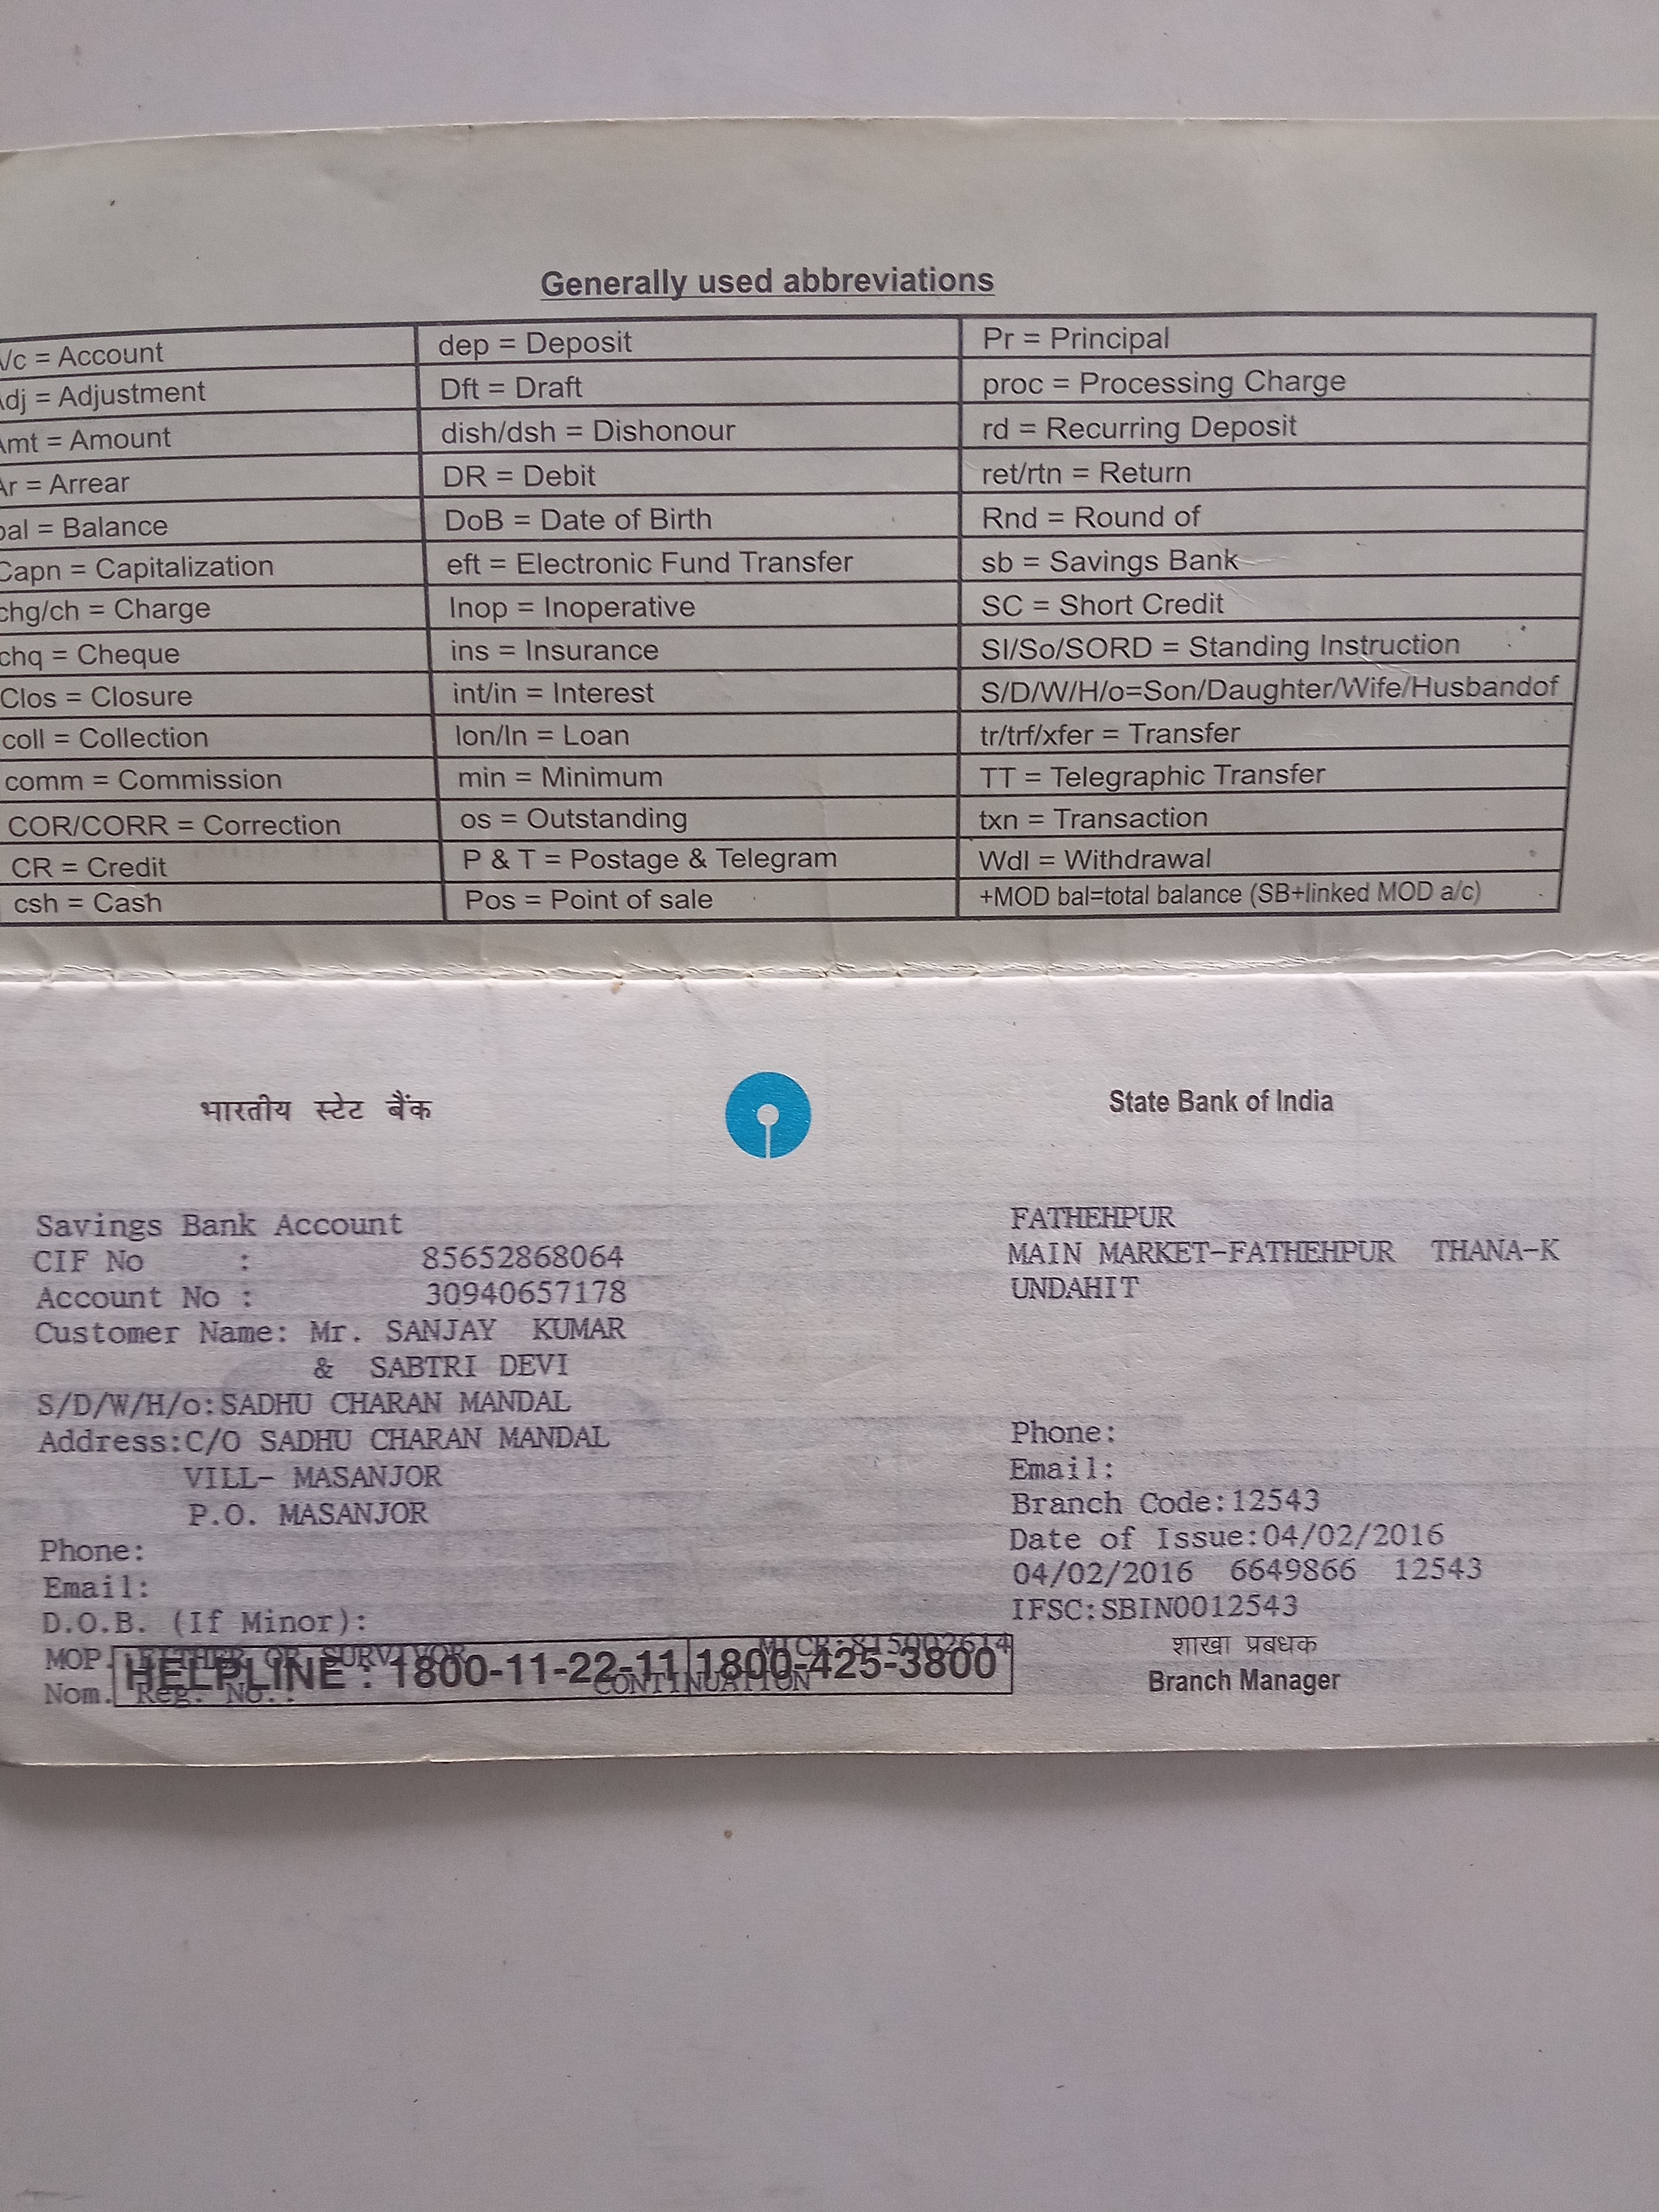 Generally used abbreviations
/c = Account dep = Deposit Pr = Principal
dj = Adjustment Dft = Draft proc = Processing Charge
mt = Amount dish/dsh = Dishonour rd = Recurring Deposit
Ar = Arrear DR = Debit ret/rtn = Return
bal = Balance DoB = Date of Birth Rnd = Round of
Capn = Capitalization eft = Electronic Fund Transfer sb = Savings Bank
chg/ch = Charge Inop = Inoperative SC = Short Credit
chq = Cheque ins = Insurance SI/So/SORD = Standing Instruction
Clos = Closure int/in = Interest S/D/W/H/o=Son/Daughter/Wife/Husbandof
coll = Collection lon/ln = Loan tr/trf/xfer = Transfer
comm = Commission min = Minimum TT = Telegraphic Transfer
COR/CORR = Correction os = Outstanding txn = Transaction
CR = Credit P & T = Postage & Telegram Wdl = Withdrawal
csh = Cash Pos = Point of sale +MOD bal=total balance (SB+linked MOD a/c)
भारतीय स्टेट बैंक State Bank of India
Savings Bank Account
CIF No : 85652868064
Account No : 30940657178
Customer Name: Mr. SANJAY KUMAR
& SABTRI DEVI
S/D/W/H/o:SADHU CHARAN MANDAL
Address:C/O SADHU CHARAN MANDAL
VILL- MASANJOR
P.O. MASANJOR
Phone:
Email:
D.O.B. (If Minor):
MOP. EITHER OR SURVIVOR
Nom. Reg. No.:
HELPLINE : 1800-11-22-11 1800-425-3800
CONTINUATION
FATHEHPUR
MAIN MARKET-FATHEHPUR THANA-K
UNDAHIT
Phone:
Email:
Branch Code:12543
Date of Issue:04/02/2016
04/02/2016 6649866 12543
IFSC:SBIN0012543
शाखा प्रबधक
Branch Manager